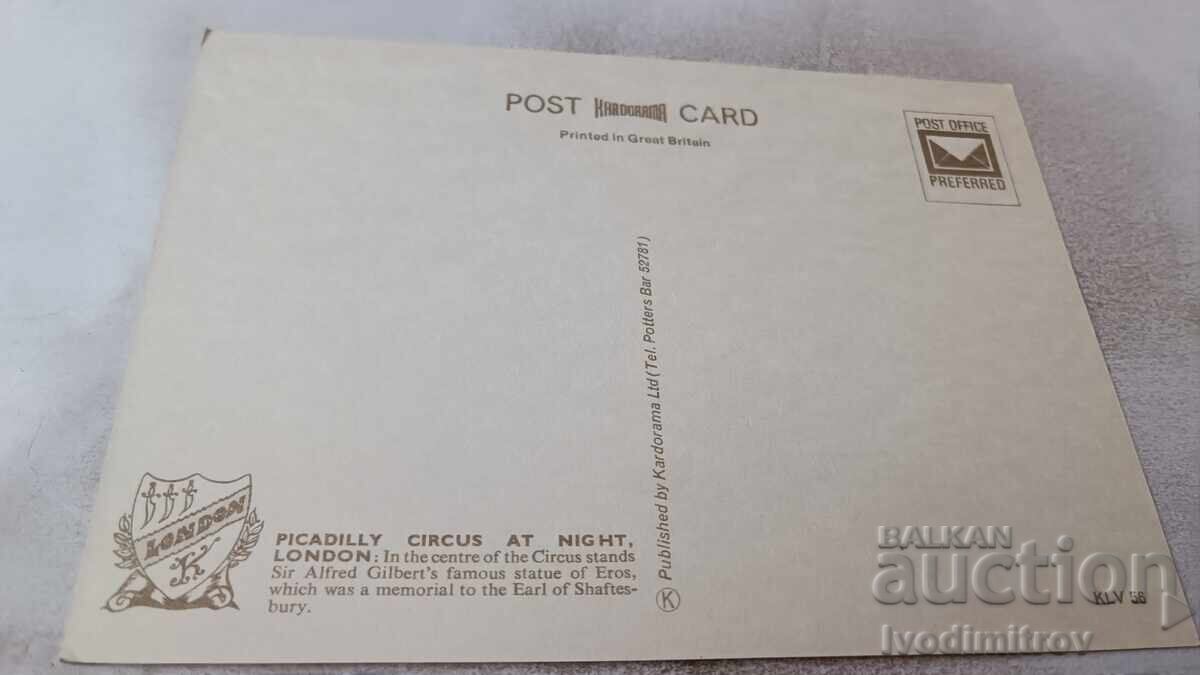 POST KARDORAMA CARD
Printed in Great Britain
POST OFFICE
PREFERRED
Published by Kardorama Ltd (Tel. Potters Bar 52781)
K
LONDON
K
PICADILLY CIRCUS AT NIGHT,
LONDON: In the centre of the Circus stands
Sir Alfred Gilbert's famous statue of Eros,
which was a memorial to the Earl of Shaftes-
bury.
KLV 56
BALKAN
auction
Ivodimitrov